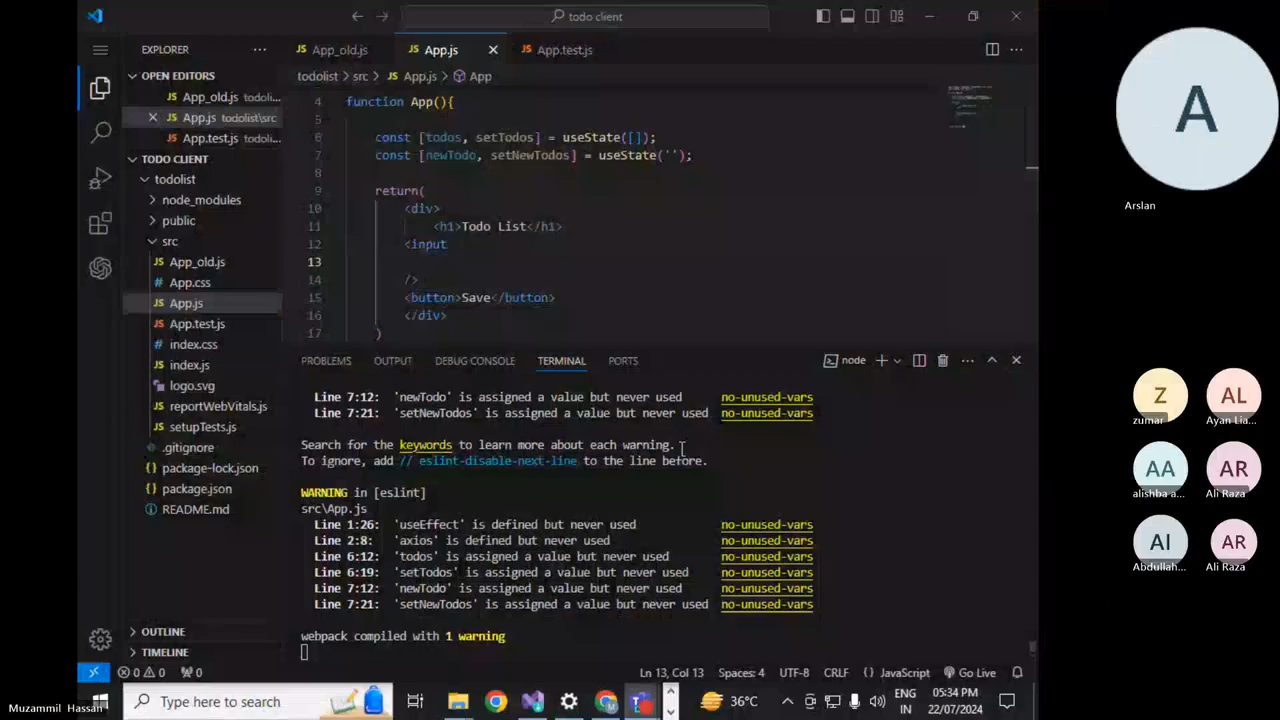 todo client
EXPLORER
App_old.js
App.js
App.test.js
OPEN EDITORS
App_old.js todoli...
App.js todolist\src
App.test.js todoli...
TODO CLIENT
todolist
node_modules
public
src
App_old.js
App.css
App.js
App.test.js
index.css
index.js
logo.svg
reportWebVitals.js
setupTests.js
.gitignore
package-lock.json
package.json
README.md
OUTLINE
TIMELINE
todolist > src > App.js > App
4 function App(){
5
6 const [todos, setTodos] = useState([]);
7 const [newTodo, setNewTodos] = useState('');
8
9 return(
10 <div>
11 <h1>Todo List</h1>
12 <input
13
14 />
15 <button>Save</button>
16 </div>
17 )
PROBLEMS OUTPUT DEBUG CONSOLE TERMINAL PORTS
node
Line 7:12: 'newTodo' is assigned a value but never used no-unused-vars
Line 7:21: 'setNewTodos' is assigned a value but never used no-unused-vars
Search for the keywords to learn more about each warning.
To ignore, add // eslint-disable-next-line to the line before.
WARNING in [eslint]
src\App.js
Line 1:26: 'useEffect' is defined but never used no-unused-vars
Line 2:8: 'axios' is defined but never used no-unused-vars
Line 6:12: 'todos' is assigned a value but never used no-unused-vars
Line 6:19: 'setTodos' is assigned a value but never used no-unused-vars
Line 7:12: 'newTodo' is assigned a value but never used no-unused-vars
Line 7:21: 'setNewTodos' is assigned a value but never used no-unused-vars
webpack compiled with 1 warning
0 0 0 Ln 13, Col 13 Spaces: 4 UTF-8 CRLF {} JavaScript Go Live
Type here to search
36°C
ENG
IN
05:34 PM
22/07/2024
Muzammil Hassan
A
Arslan
Z
zumar
AL
Ayan Lia...
AA
alishba a...
AR
Ali Raza
AI
Abdullah...
AR
Ali Raza